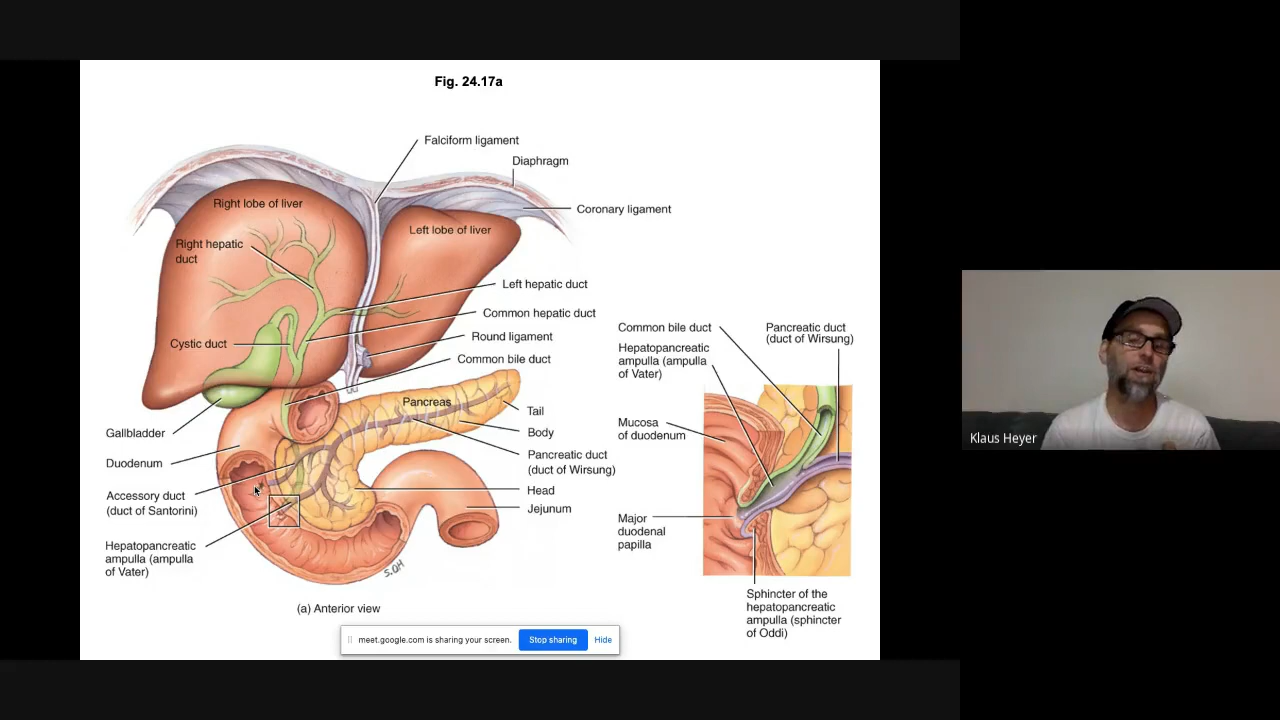 Fig. 24.17a
Falciform ligament
Diaphragm
Coronary ligament
Right lobe of liver
Left lobe of liver
Right hepatic
duct
Left hepatic duct
Common hepatic duct
Round ligament
Cystic duct
Common bile duct
Pancreas
Tail
Body
Gallbladder
Duodenum
Pancreatic duct
(duct of Wirsung)
Accessory duct
(duct of Santorini)
Head
Jejunum
Hepatopancreatic
ampulla (ampulla
of Vater)
S.OH
(a) Anterior view
Common bile duct
Pancreatic duct
(duct of Wirsung)
Hepatopancreatic
ampulla (ampulla
of Vater)
Mucosa
of duodenum
Major
duodenal
papilla
Sphincter of the
hepatopancreatic
ampulla (sphincter
of Oddi)
meet.google.com is sharing your screen.
Stop sharing
Hide
Klaus Heyer